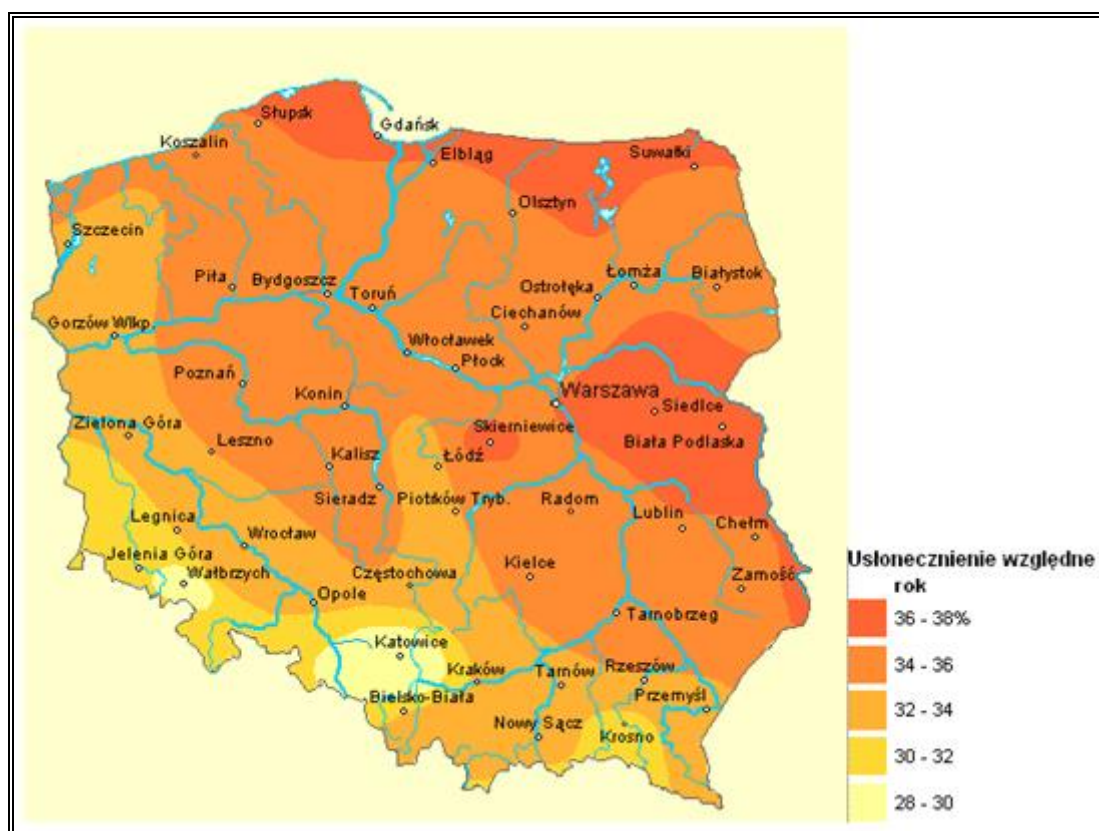 Słupsk
Gdańsk
Koszalin
Elbląg
Suwałki
Olsztyn
Szczecin
Piła
Bydgoszcz
Toruń
Ostrołęka
Łomża
Białystok
Ciechanów
Gorzów Wlkp.
Włocławek
Płock
Poznań
Konin
Warszawa
Siedlce
Skierniewice
Biała Podlaska
Zielona Góra
Leszno
Kalisz
Łódź
Sieradz
Piotrków Tryb.
Radom
Lublin
Chełm
Legnica
Wrocław
Jelenia Góra
Wałbrzych
Częstochowa
Kielce
Zamość
Opole
Tarnobrzeg
Katowice
Kraków
Tarnów
Rzeszów
Przemyśl
Bielsko-Biała
Nowy Sącz
Krosno
Usłonecznienie względne
rok
36 - 38%
34 - 36
32 - 34
30 - 32
28 - 30